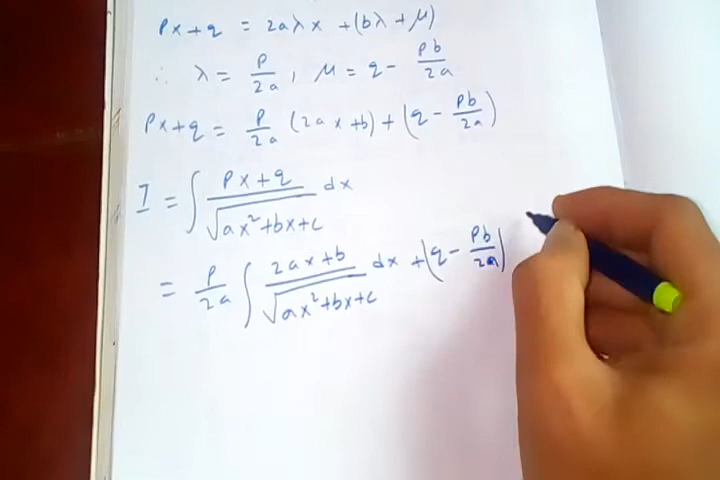 px+q = 2aλx + (bλ+μ)
∴ λ = p/2a, μ = q - pb/2a
px+q = p/2a (2ax+b) + (q - pb/2a)
I = ∫ px+q/√ax²+bx+c dx
= p/2a ∫ 2ax+b/√ax²+bx+c dx + (q - pb/2a)